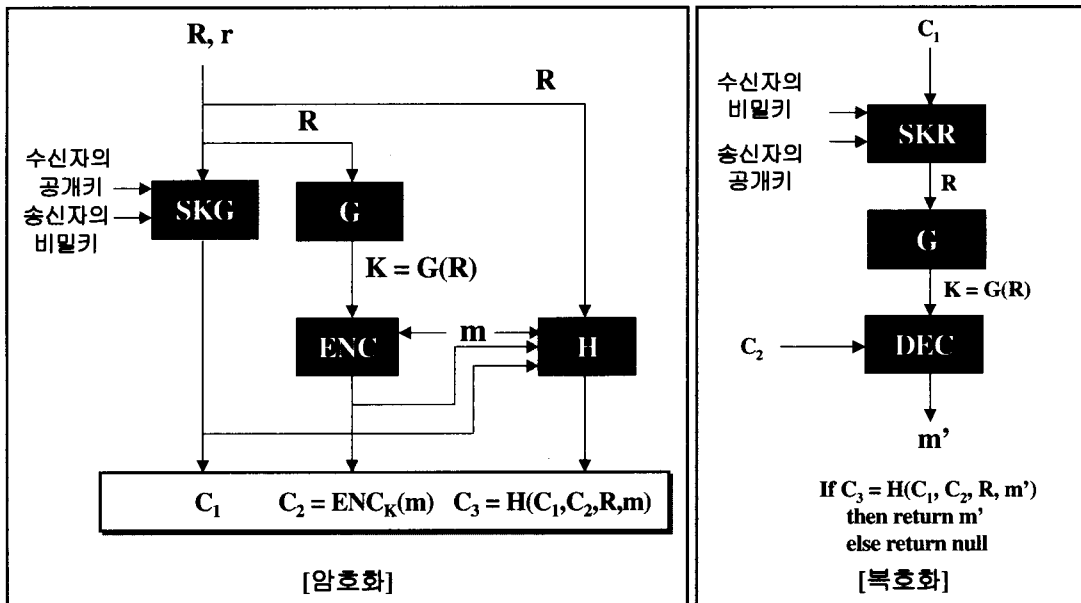 R, r
R
R
수신자의
공개키
송신자의
비밀키
SKG
G
K = G(R)
ENC
m
H
C₁
C₂ = ENC_K(m)
C₃ = H(C₁,C₂,R,m)
[암호화]
C₁
수신자의
비밀키
송신자의
공개키
SKR
R
G
K = G(R)
C₂
DEC
m’
If C₃ = H(C₁, C₂, R, m’)
then return m’
else return null
[복호화]